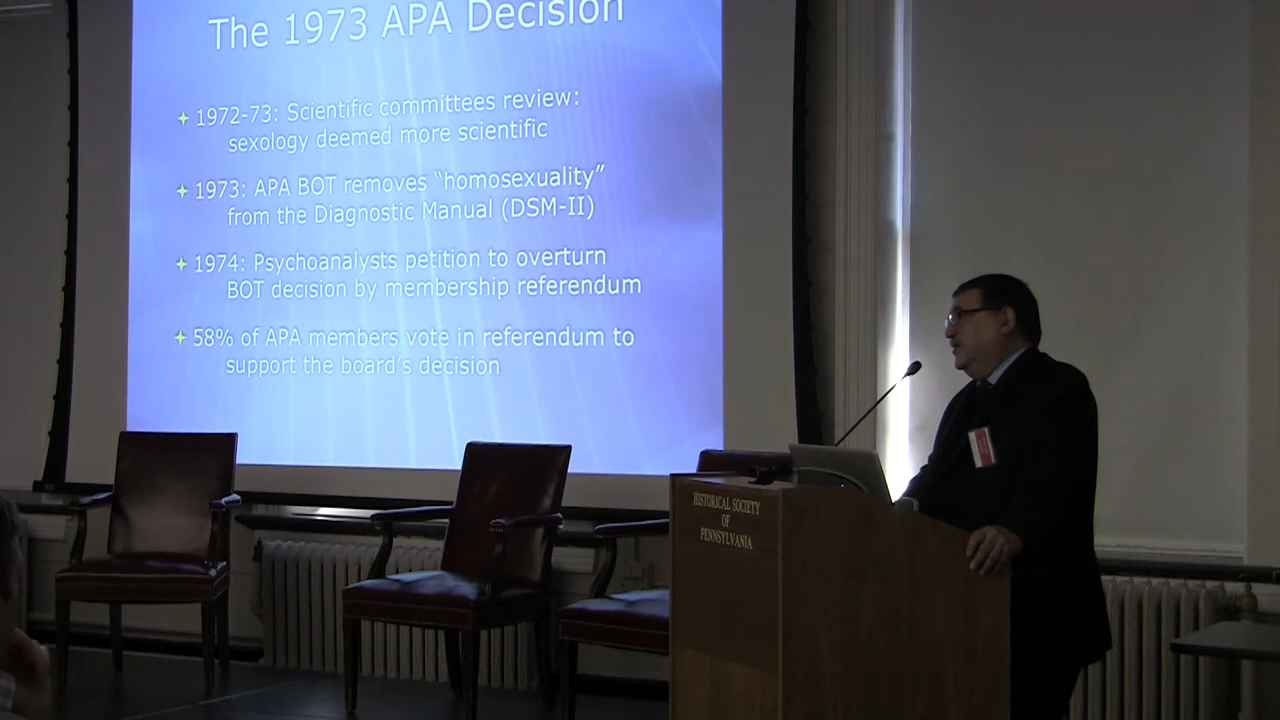 The 1973 APA Decision
1972-73: Scientific committees review:
sexology deemed more scientific
1973: APA BOT removes “homosexuality”
from the Diagnostic Manual (DSM-II)
1974: Psychoanalysts petition to overturn
BOT decision by membership referendum
58% of APA members vote in referendum to
support the board’s decision
HISTORICAL SOCIETY
OF
PENNSYLVANIA